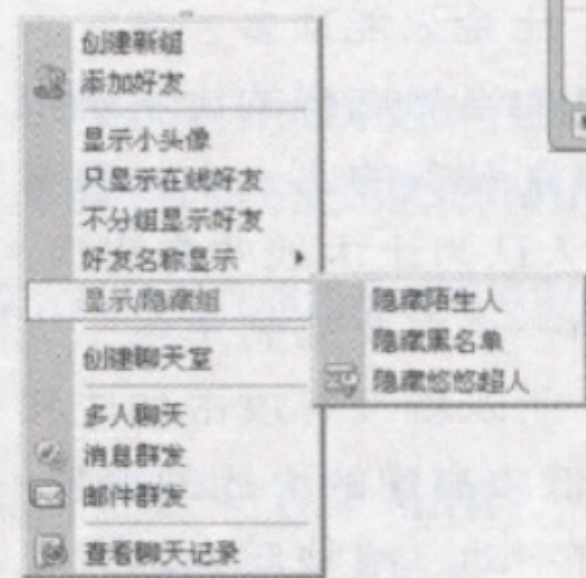 创建新组
添加好友
显示小头像
只显示在线好友
不分组显示好友
好友名称显示
显示/隐藏组
隐藏陌生人
隐藏黑名单
隐藏悠悠超人
创建聊天室
多人聊天
消息群发
邮件群发
查看聊天记录